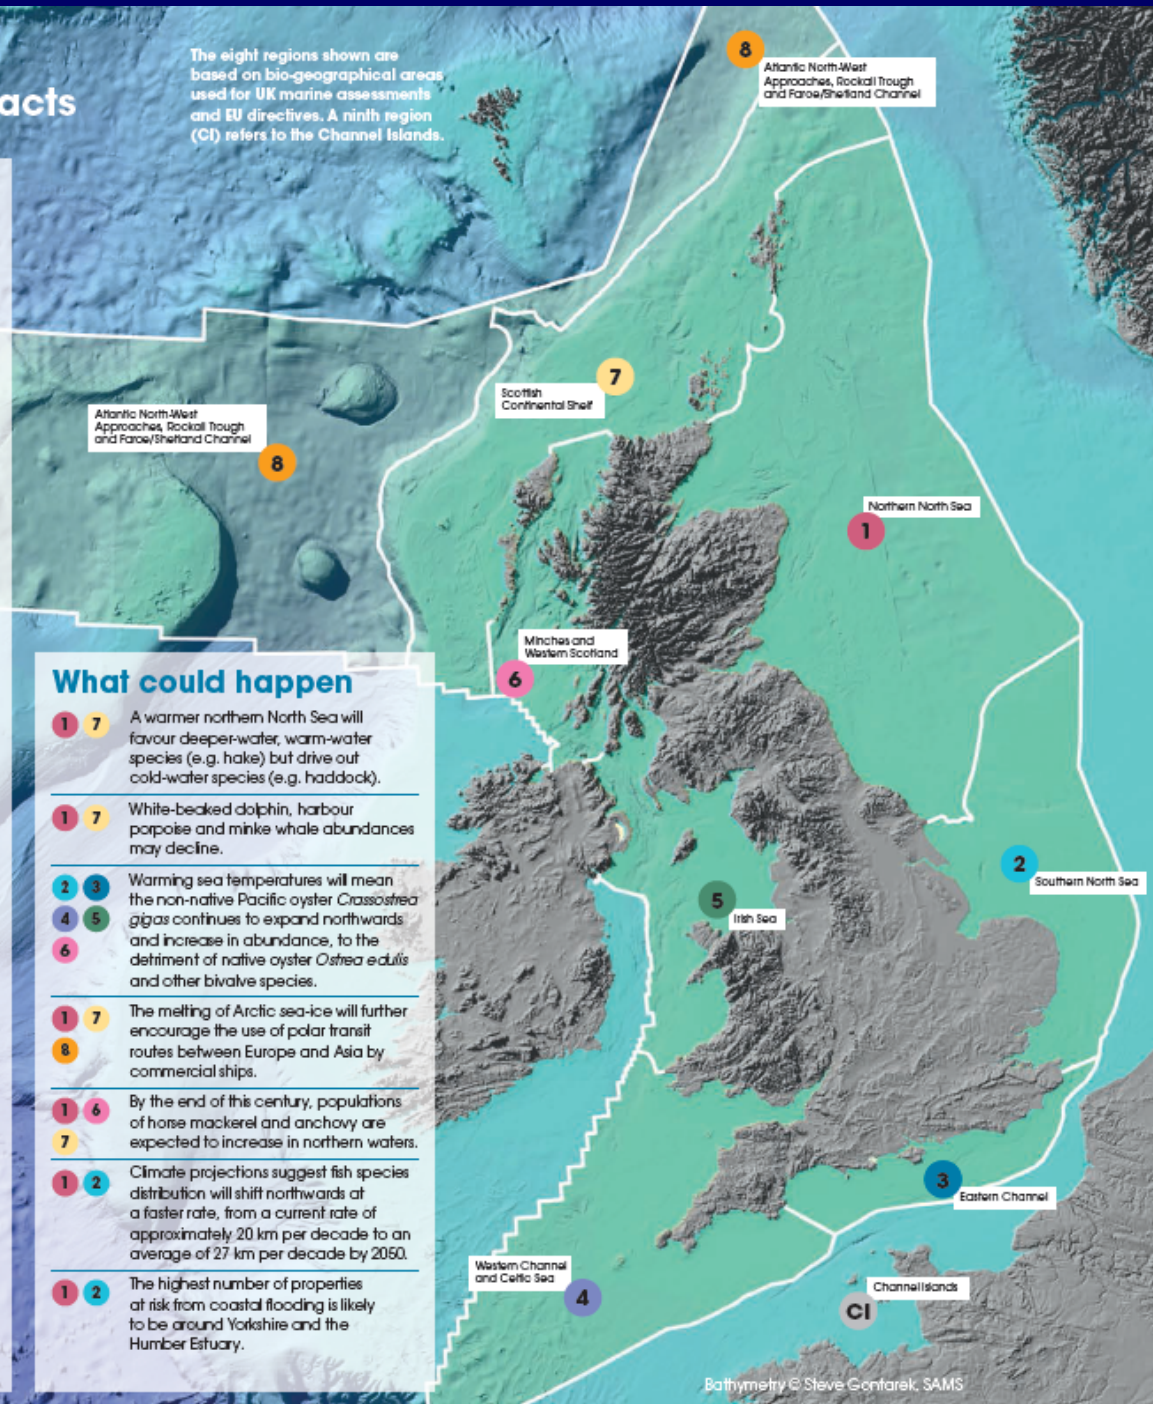 acts
The eight regions shown are
based on bio-geographical areas
used for UK marine assessments
and EU directives. A ninth region
(CI) refers to the Channel Islands.
8
Atlantic North-West
Approaches, Rockall Trough
and Faroe/Shetland Channel
7
Scottish
Continental Shelf
Atlantic North-West
Approaches, Rockall Trough
and Faroe/Shetland Channel
8
Northern North Sea
1
Minches and
Western Scotland
6
2
Southern North Sea
5
Irish Sea
3
Eastern Channel
Western Channel
and Celtic Sea
4
Channel Islands
CI
What could happen
1 7
A warmer northern North Sea will
favour deeper-water, warm-water
species (e.g. hake) but drive out
cold-water species (e.g. haddock).
1 7
White-beaked dolphin, harbour
porpoise and minke whale abundances
may decline.
2 3
4 5
6
Warming sea temperatures will mean
the non-native Pacific oyster Crassostrea
gigas continues to expand northwards
and increase in abundance, to the
detriment of native oyster Ostrea edulis
and other bivalve species.
1 7
8
The melting of Arctic sea-ice will further
encourage the use of polar transit
routes between Europe and Asia by
commercial ships.
1 6
7
By the end of this century, populations
of horse mackerel and anchovy are
expected to increase in northern waters.
1 2
Climate projections suggest fish species
distribution will shift northwards at
a faster rate, from a current rate of
approximately 20 km per decade to an
average of 27 km per decade by 2050.
1 2
The highest number of properties
at risk from coastal flooding is likely
to be around Yorkshire and the
Humber Estuary.
Bathymetry © Steve Gontarek, SAMS